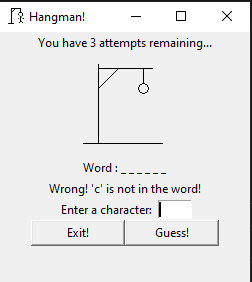 Hangman!
You have 3 attempts remaining...
Word : _ _ _ _ _ _
Wrong! 'c' is not in the word!
Enter a character:
Exit! Guess!